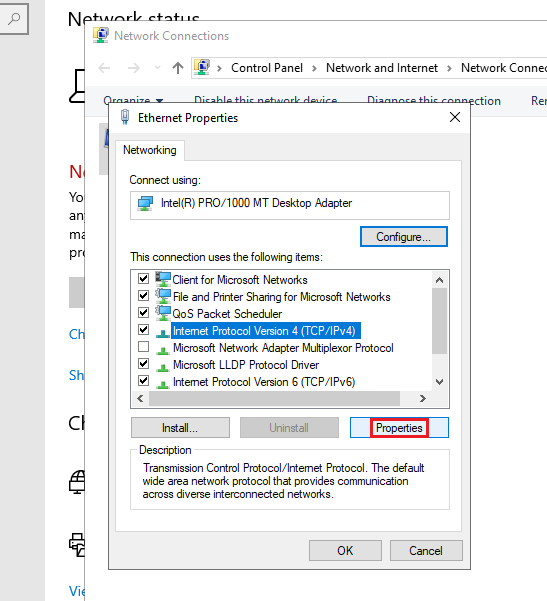 Network status
Network Connections
Control Panel > Network and Internet > Network Connec
Organize Disable this network device Diagnose this connection Re
Ethernet Properties
Networking
Connect using:
Intel(R) PRO/1000 MT Desktop Adapter
Configure...
This connection uses the following items:
Client for Microsoft Networks
File and Printer Sharing for Microsoft Networks
QoS Packet Scheduler
Internet Protocol Version 4 (TCP/IPv4)
Microsoft Network Adapter Multiplexor Protocol
Microsoft LLDP Protocol Driver
Internet Protocol Version 6 (TCP/IPv6)
Install... Uninstall Properties
Description
Transmission Control Protocol/Internet Protocol. The default
wide area network protocol that provides communication
across diverse interconnected networks.
OK Cancel
No
Yo
an
ma
pro
Ch
Sh
Ch
Vie